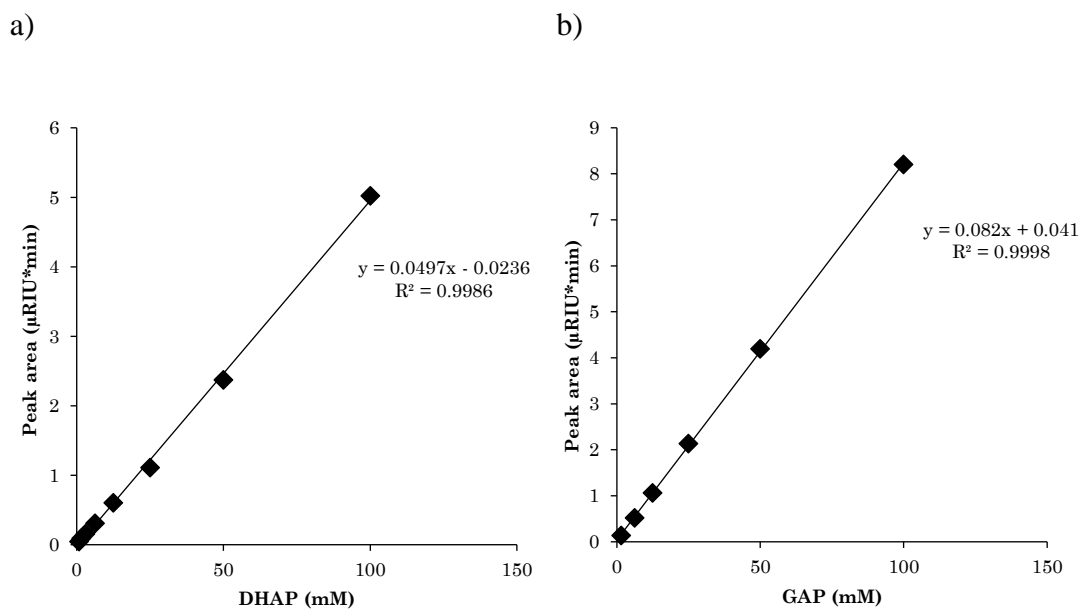 a)
b)
6
5
4
3
2
1
0
0
50
100
150
Peak area (µRIU*min)
DHAP (mM)
y = 0.0497x - 0.0236
R² = 0.9986
9
8
7
6
5
4
3
2
1
0
0
50
100
150
Peak area (µRIU*min)
GAP (mM)
y = 0.082x + 0.041
R² = 0.9998